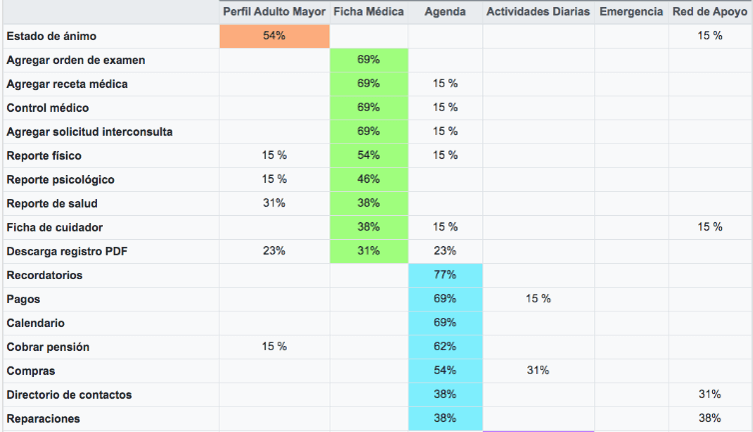 Perfil Adulto Mayor Ficha Médica Agenda Actividades Diarias Emergencia Red de Apoyo
Estado de ánimo 54% 15 %
Agregar orden de examen 69%
Agregar receta médica 69% 15 %
Control médico 69% 15 %
Agregar solicitud interconsulta 69% 15 %
Reporte físico 15 % 54% 15 %
Reporte psicológico 15 % 46%
Reporte de salud 31% 38%
Ficha de cuidador 38% 15 % 15 %
Descarga registro PDF 23% 31% 23%
Recordatorios 77%
Pagos 69% 15 %
Calendario 69%
Cobrar pensión 15 % 62%
Compras 54% 31%
Directorio de contactos 38% 31%
Reparaciones 38% 38%